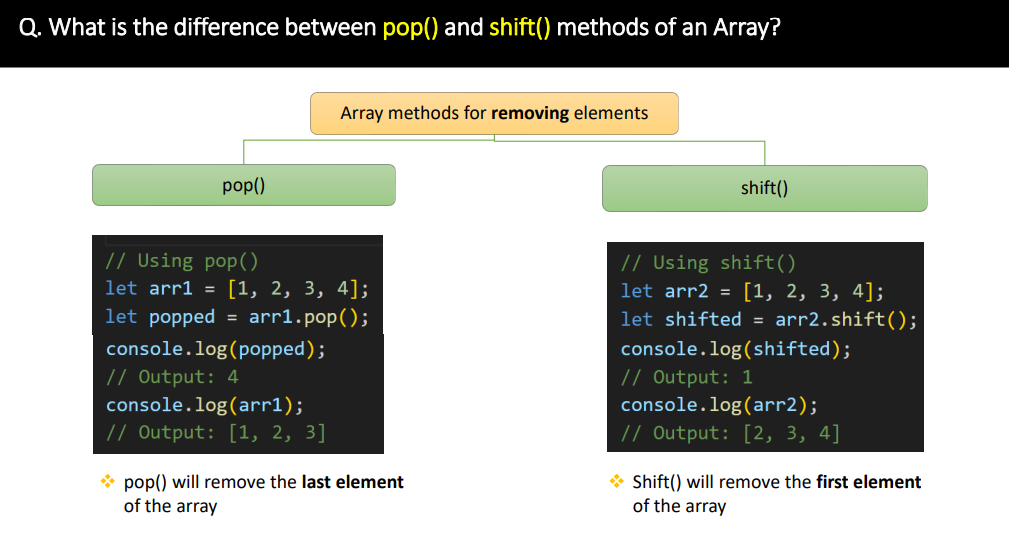 Q. What is the difference between pop() and shift() methods of an Array?
Array methods for removing elements
pop()
// Using pop()
let arr1 = [1, 2, 3, 4];
let popped = arr1.pop();
console.log(popped);
// Output: 4
console.log(arr1);
// Output: [1, 2, 3]
❖ pop() will remove the last element
of the array
shift()
// Using shift()
let arr2 = [1, 2, 3, 4];
let shifted = arr2.shift();
console.log(shifted);
// Output: 1
console.log(arr2);
// Output: [2, 3, 4]
❖ Shift() will remove the first element
of the array